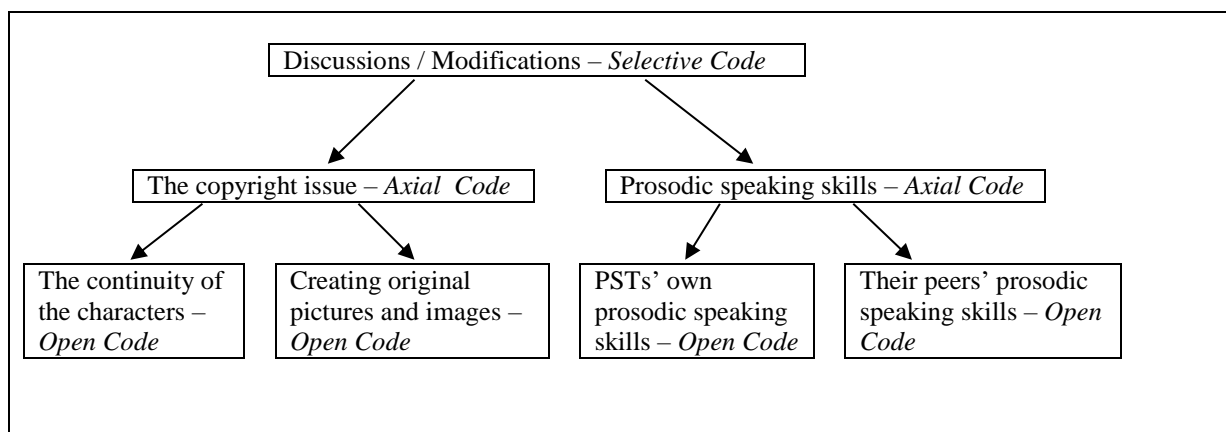 Discussions / Modifications – Selective Code
The copyright issue – Axial Code
Prosodic speaking skills – Axial Code
The continuity of
the characters –
Open Code
Creating original
pictures and images –
Open Code
PSTs’ own
prosodic speaking
skills – Open Code
Their peers’ prosodic
speaking skills – Open
Code